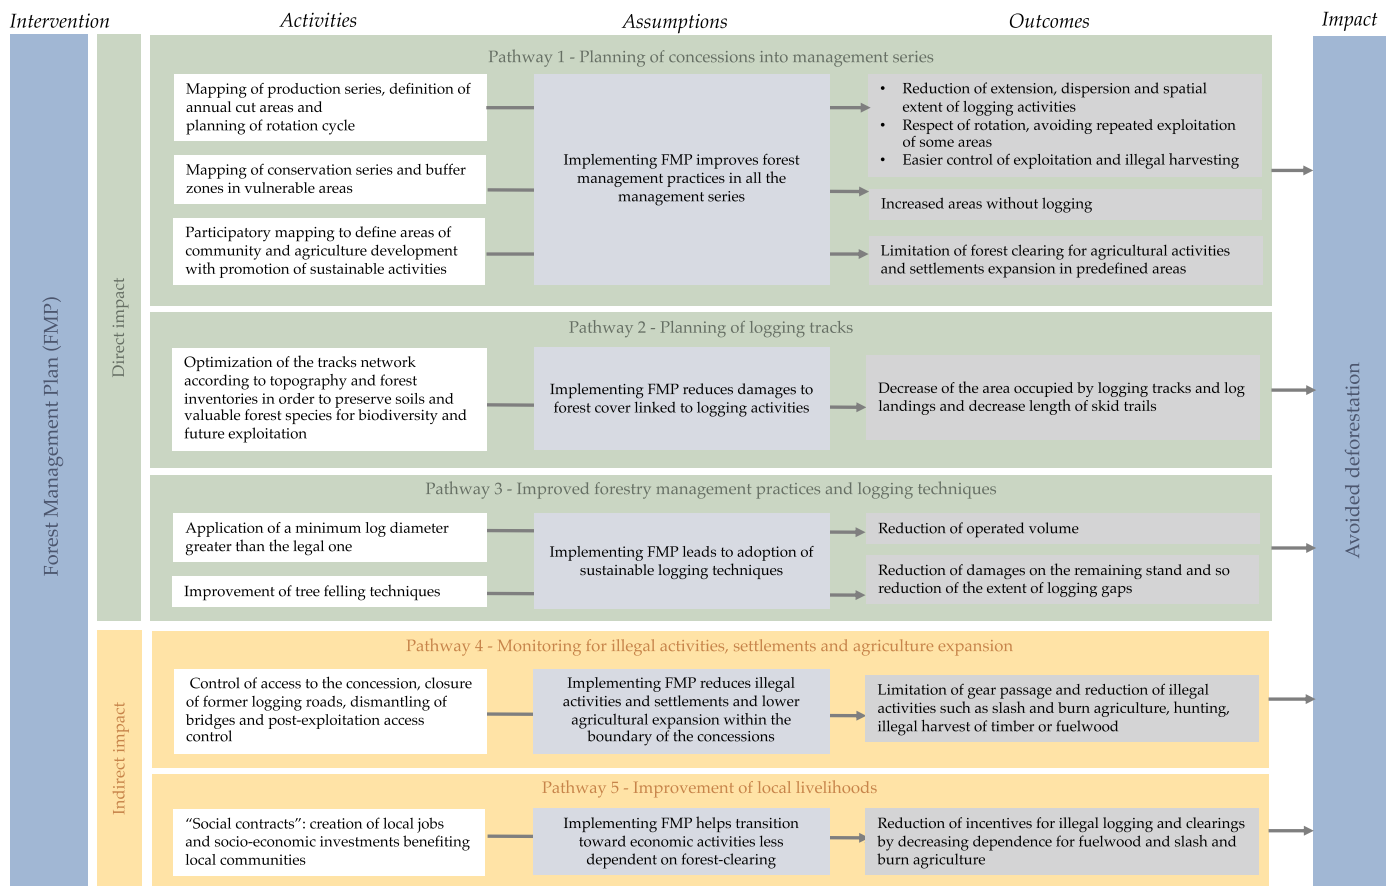 Intervention
Activities
Assumptions
Outcomes
Impact
Forest Management Plan (FMP)
Direct impact
Pathway 1 - Planning of concessions into management series
Mapping of production series, definition of
annual cut areas and
planning of rotation cycle
Mapping of conservation series and buffer
zones in vulnerable areas
Participatory mapping to define areas of
community and agriculture development
with promotion of sustainable activities
Implementing FMP improves forest
management practices in all the
management series
• Reduction of extension, dispersion and spatial
extent of logging activities
• Respect of rotation, avoiding repeated exploitation
of some areas
• Easier control of exploitation and illegal harvesting
Increased areas without logging
Limitation of forest clearing for agricultural activities
and settlements expansion in predefined areas
Pathway 2 - Planning of logging tracks
Optimization of the tracks network
according to topography and forest
inventories in order to preserve soils and
valuable forest species for biodiversity and
future exploitation
Implementing FMP reduces damages to
forest cover linked to logging activities
Decrease of the area occupied by logging tracks and log
landings and decrease length of skid trails
Pathway 3 - Improved forestry management practices and logging techniques
Application of a minimum log diameter
greater than the legal one
Improvement of tree felling techniques
Implementing FMP leads to adoption of
sustainable logging techniques
Reduction of operated volume
Reduction of damages on the remaining stand and so
reduction of the extent of logging gaps
Indirect impact
Pathway 4 - Monitoring for illegal activities, settlements and agriculture expansion
Control of access to the concession, closure
of former logging roads, dismantling of
bridges and post-exploitation access
control
Implementing FMP reduces illegal
activities and settlements and lower
agricultural expansion within the
boundary of the concessions
Limitation of gear passage and reduction of illegal
activities such as slash and burn agriculture, hunting,
illegal harvest of timber or fuelwood
Pathway 5 - Improvement of local livelihoods
“Social contracts”: creation of local jobs
and socio-economic investments benefiting
local communities
Implementing FMP helps transition
toward economic activities less
dependent on forest-clearing
Reduction of incentives for illegal logging and clearings
by decreasing dependence for fuelwood and slash and
burn agriculture
Avoided deforestation